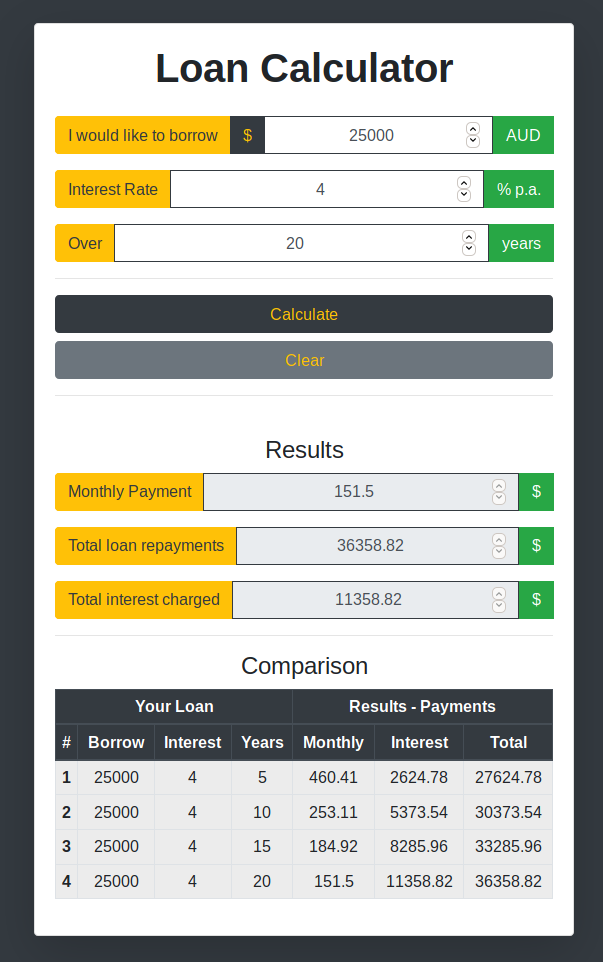 Loan Calculator
I would like to borrow $ 25000 AUD
Interest Rate 4 % p.a.
Over 20 years
Calculate
Clear
Results
Monthly Payment 151.5 $
Total loan repayments 36358.82 $
Total interest charged 11358.82 $
Comparison
Your Loan Results - Payments
# Borrow Interest Years Monthly Interest Total
1 25000 4 5 460.41 2624.78 27624.78
2 25000 4 10 253.11 5373.54 30373.54
3 25000 4 15 184.92 8285.96 33285.96
4 25000 4 20 151.5 11358.82 36358.82